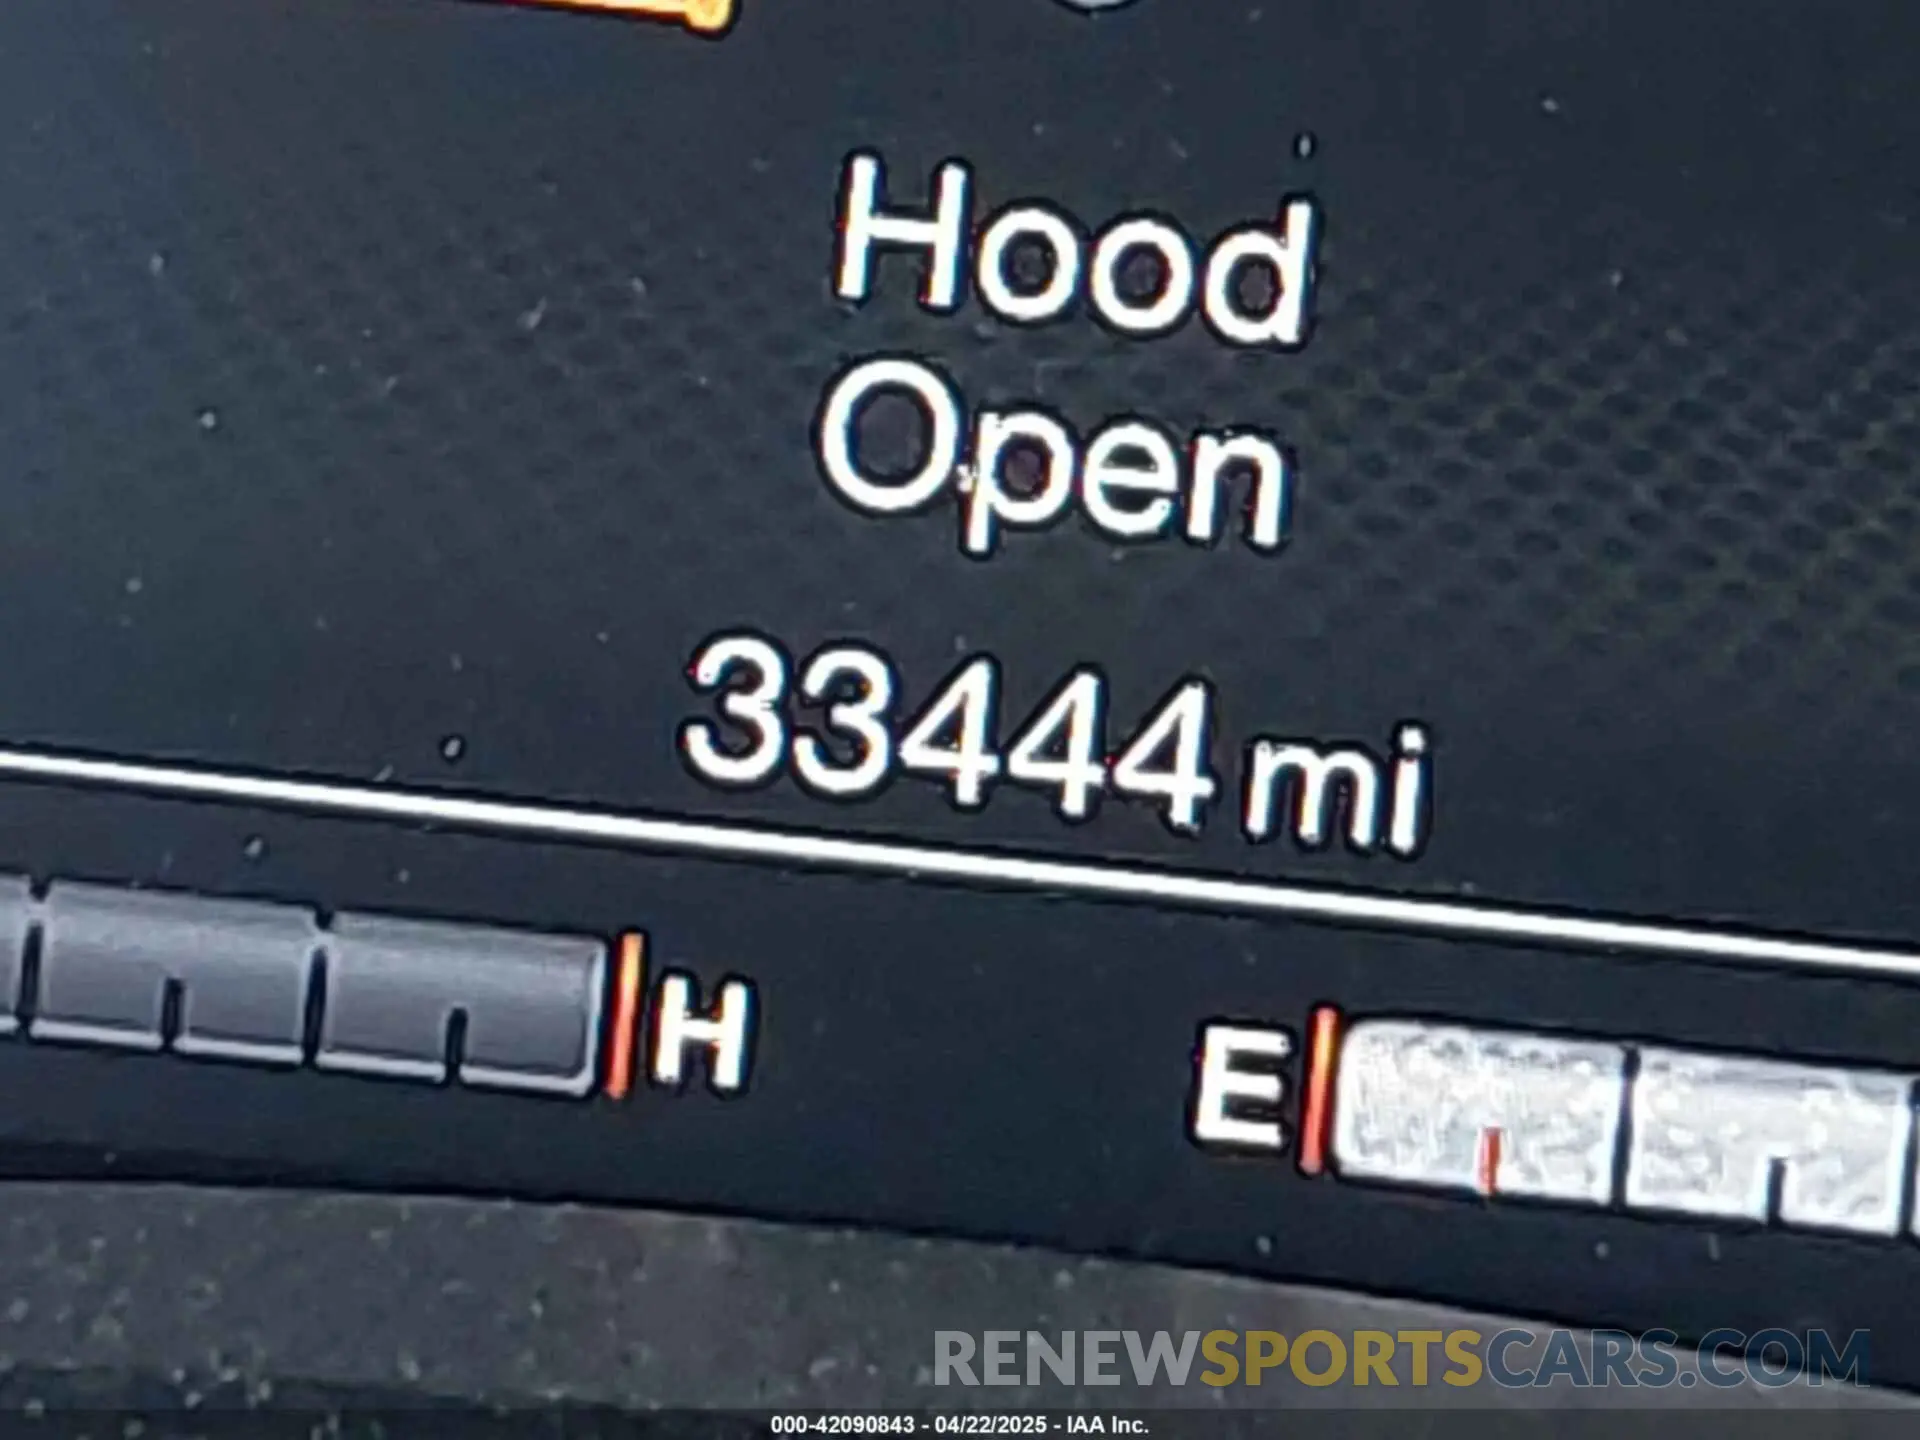 Hood
Open
33444 mi
H
E
RENEWSPORTSCARS.COM
000-42090843 - 04/22/2025 - IAA Inc.